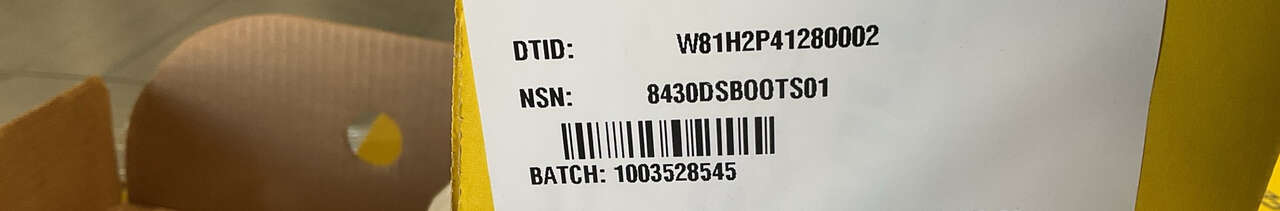 DTID: W81H2P41280002
NSN: 8430DSBOOTS01
BATCH: 1003528545